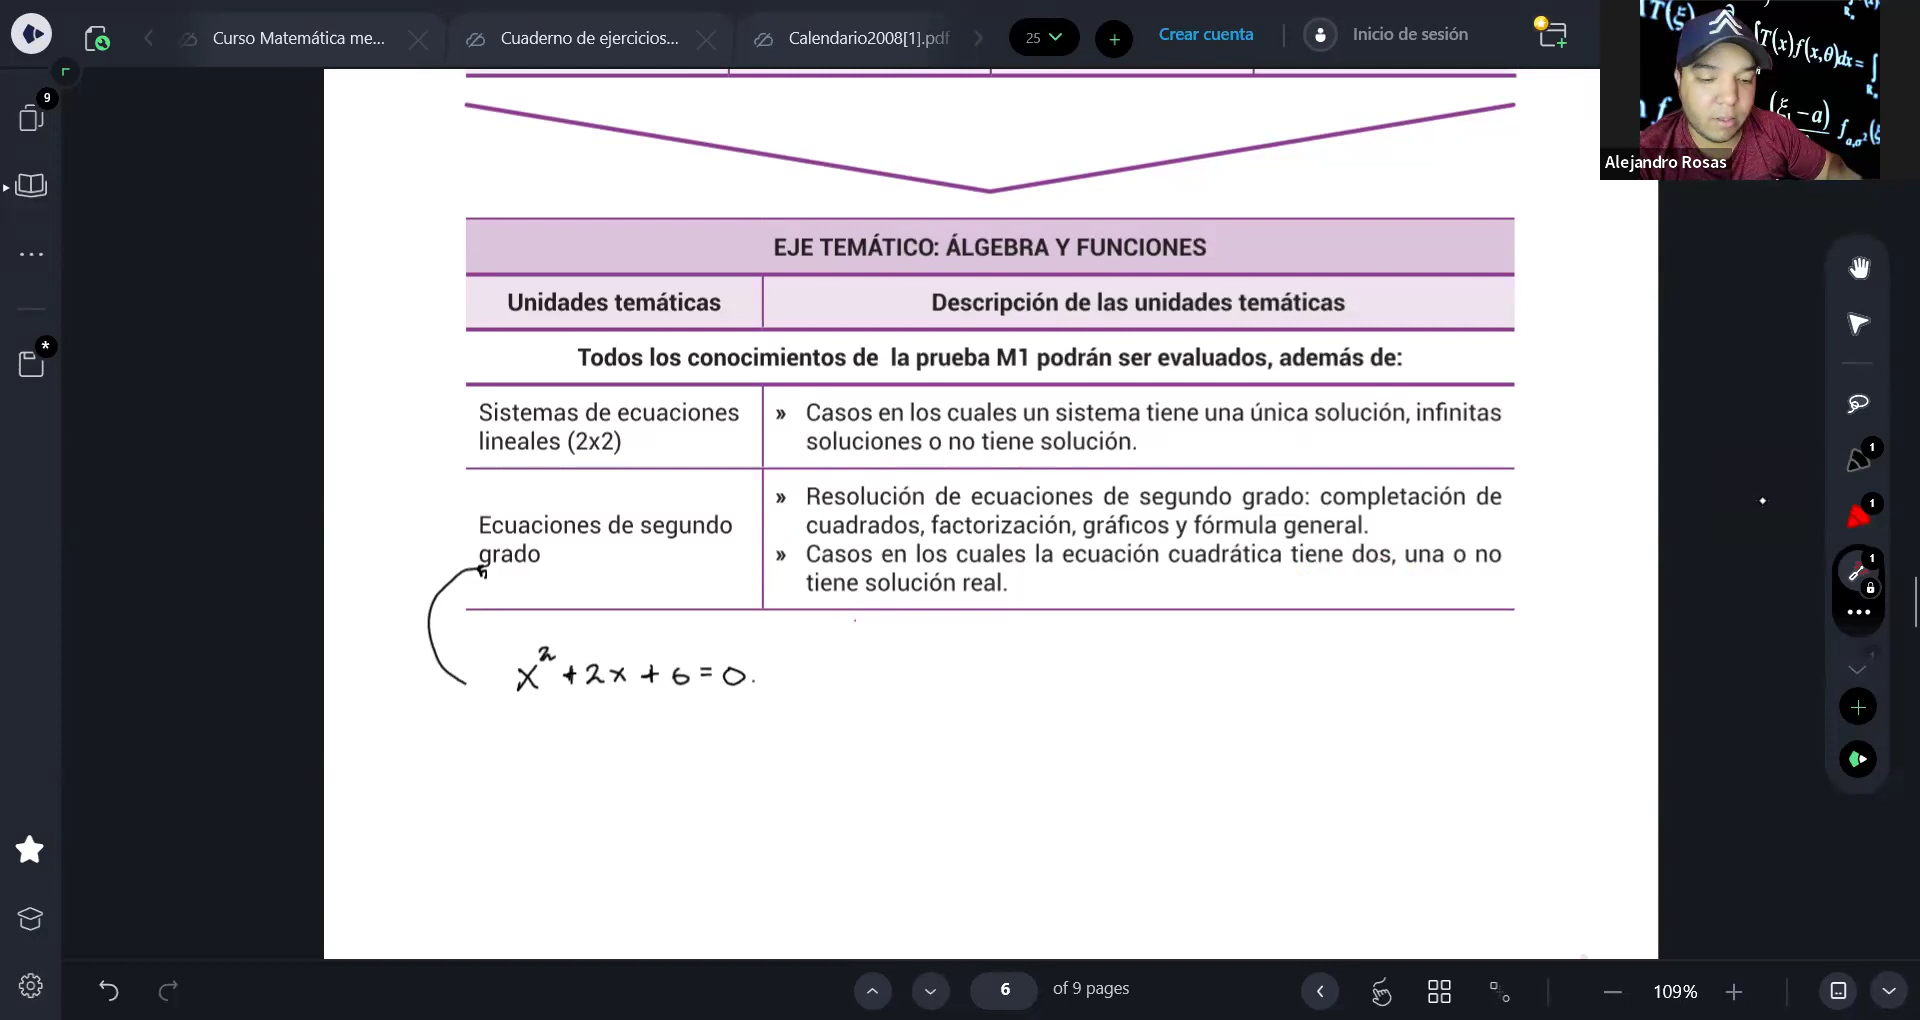 Curso Matemática me...
Cuaderno de ejercicios...
Calendario2008[1].pdf
25
Crear cuenta
Inicio de sesión
Alejandro Rosas
9
EJE TEMÁTICO: ÁLGEBRA Y FUNCIONES
Unidades temáticas
Descripción de las unidades temáticas
Todos los conocimientos de la prueba M1 podrán ser evaluados, además de:
Sistemas de ecuaciones
lineales (2x2)
» Casos en los cuales un sistema tiene una única solución, infinitas
soluciones o no tiene solución.
Ecuaciones de segundo
grado
» Resolución de ecuaciones de segundo grado: completación de
cuadrados, factorización, gráficos y fórmula general.
» Casos en los cuales la ecuación cuadrática tiene dos, una o no
tiene solución real.
x² + 2x + 6 = 0.
1
1
1
6
of 9 pages
109%